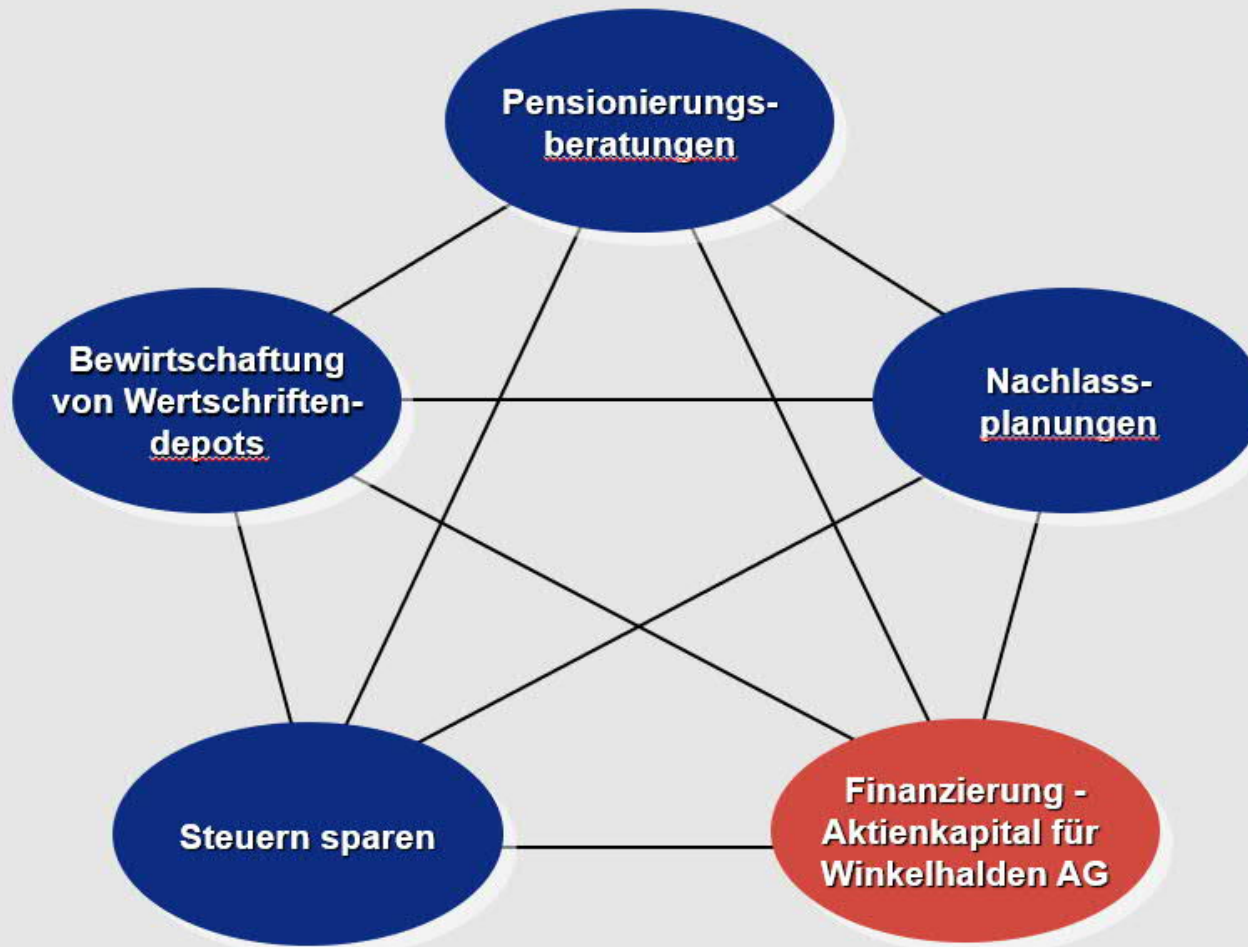 Pensionierungs-
beratungen
Bewirtschaftung
von Wertschriften-
depots
Nachlass-
planungen
Steuern sparen
Finanzierung -
Aktienkapital für
Winkelhalden AG